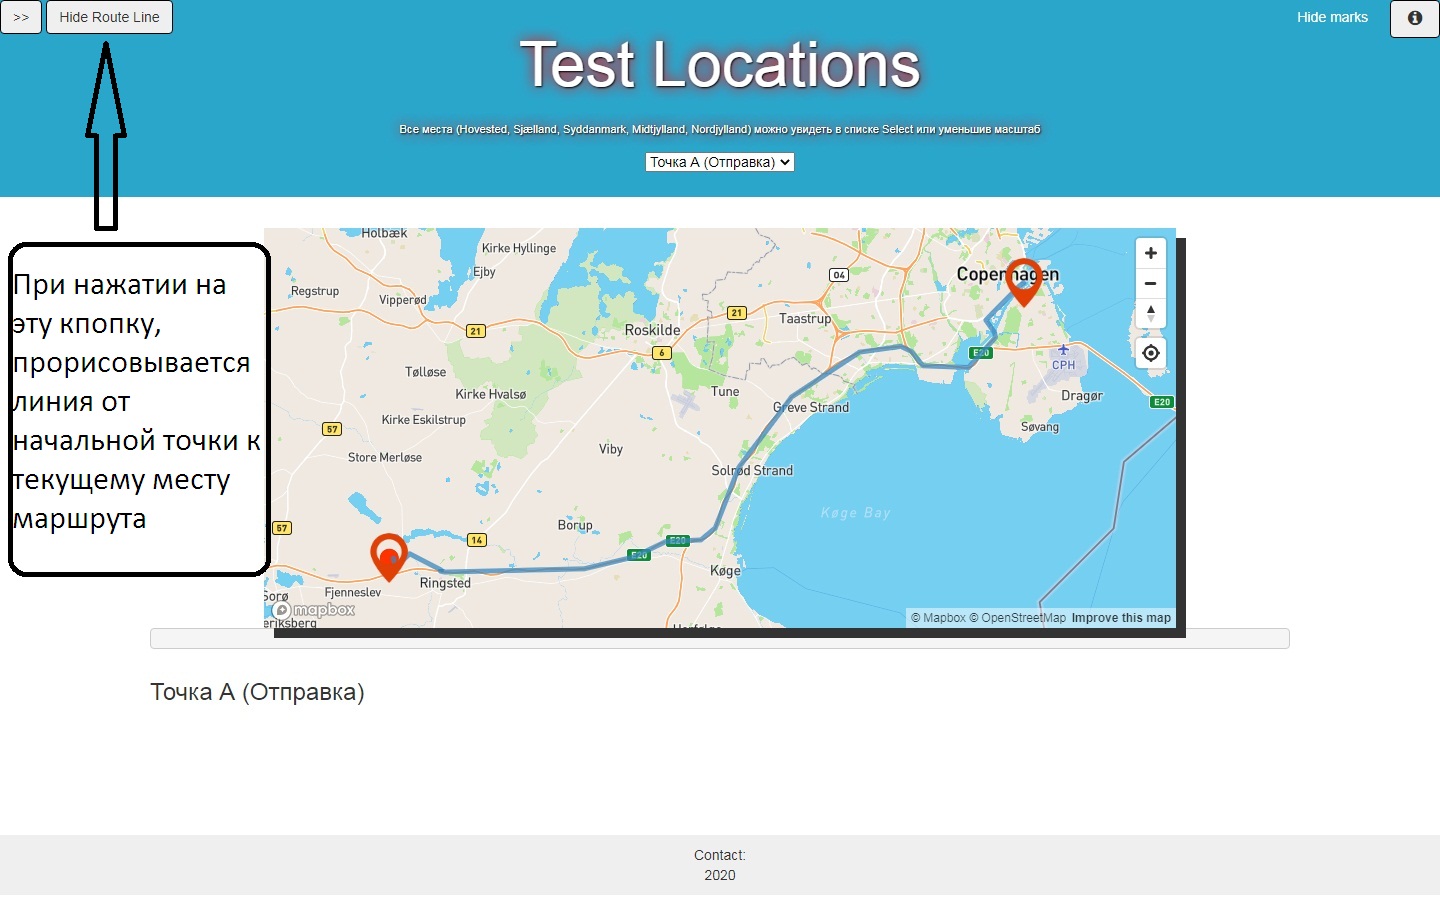 >>
Hide Route Line
Hide marks
Test Locations
Все места (Hovested, Sjælland, Syddanmark, Midtjylland, Nordjylland) можно увидеть в списке Select или уменьшив масштаб
Точка A (Отправка)
При нажатии на
эту кпопку,
прорисовывается
линия от
начальной точки к
текущему месту
маршрута
Holbæk
Kirke Hyllinge
Ejby
Regstrup
Vipperød
21
Roskilde
6
21
Taastrup
04
Copenhagen
E20
CPH
Dragør
E20
Søvang
Tølløse
Kirke Hvalsø
Tune
Greve Strand
Kirke Eskilstrup
57
Store Merløse
Viby
Solrød Strand
Køge Bay
57
Borup
14
E20
E20
Køge
Ringsted
Fjenneslev
Sorø
eriksberg
mapbox
© Mapbox © OpenStreetMap Improve this map
Точка A (Отправка)
Contact:
2020